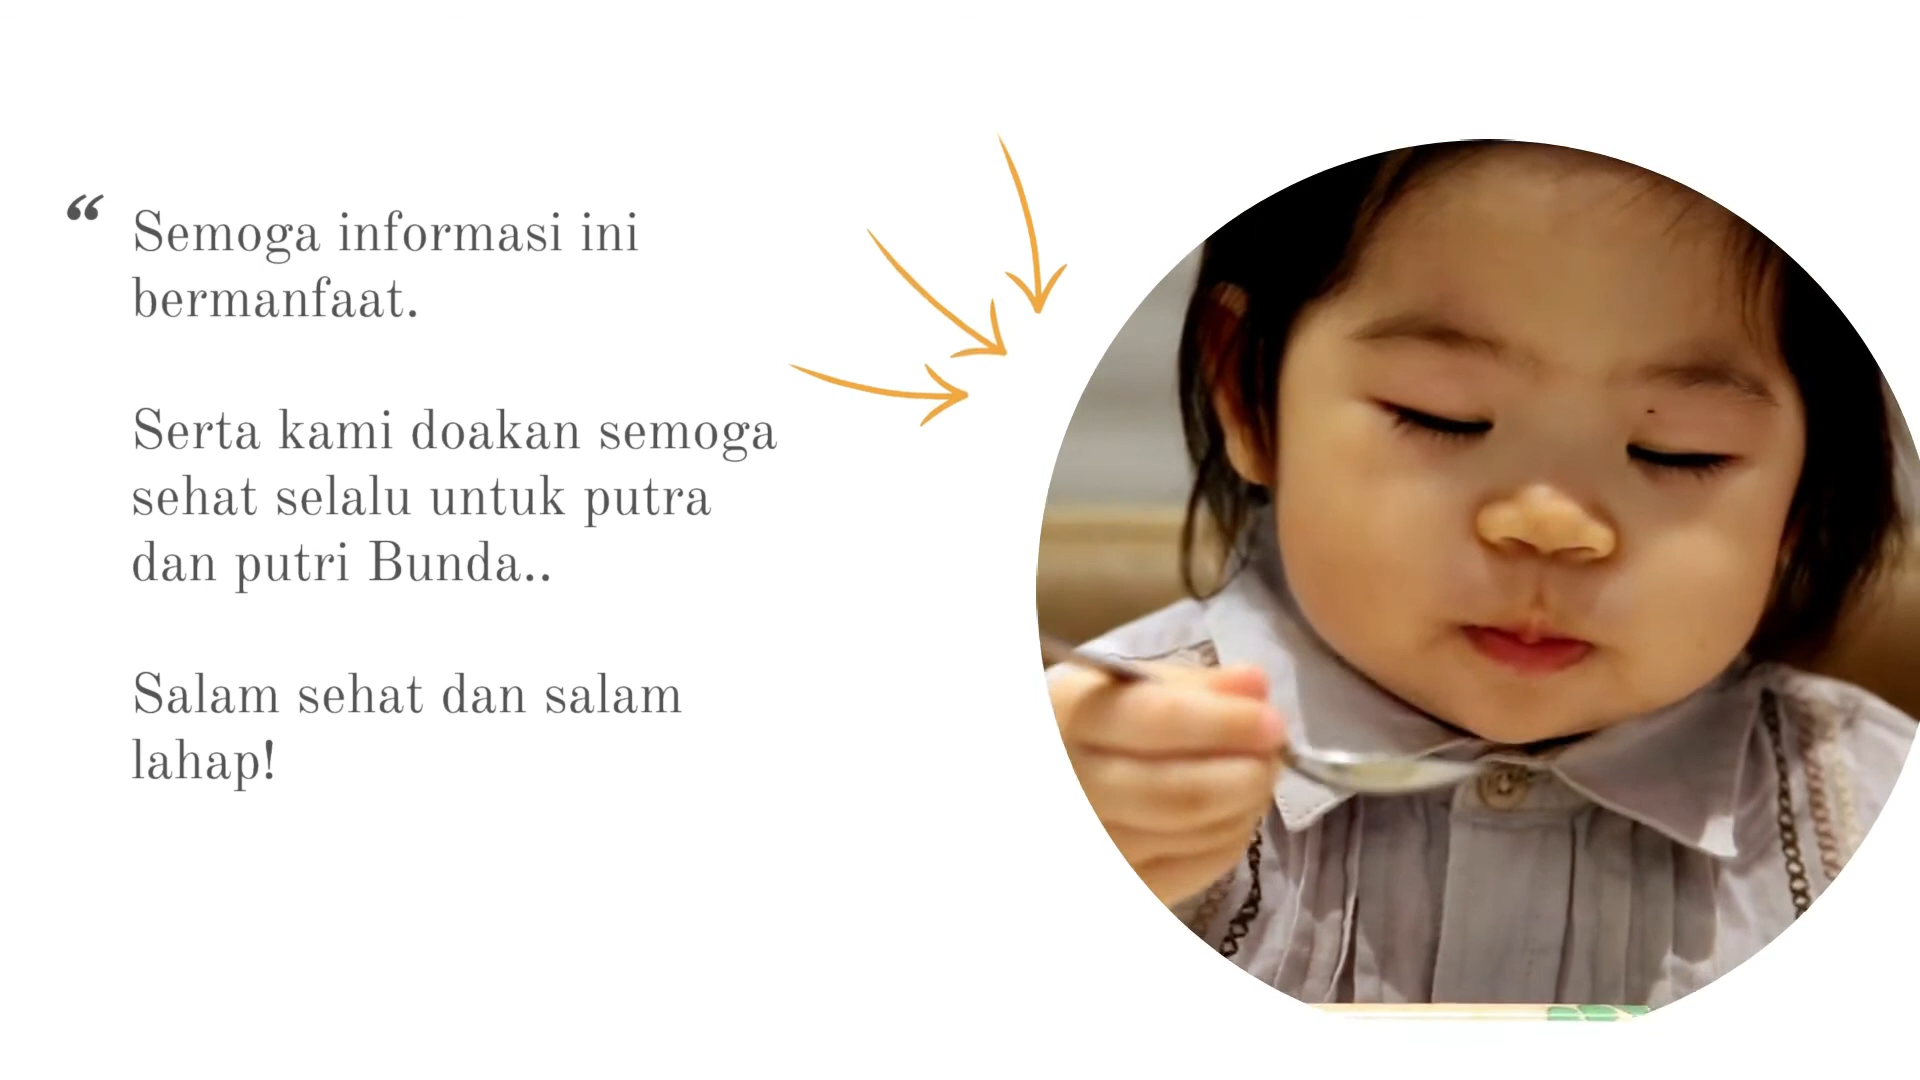 “ Semoga informasi ini
bermanfaat.
Serta kami doakan semoga
sehat selalu untuk putra
dan putri Bunda..
Salam sehat dan salam
lahap!